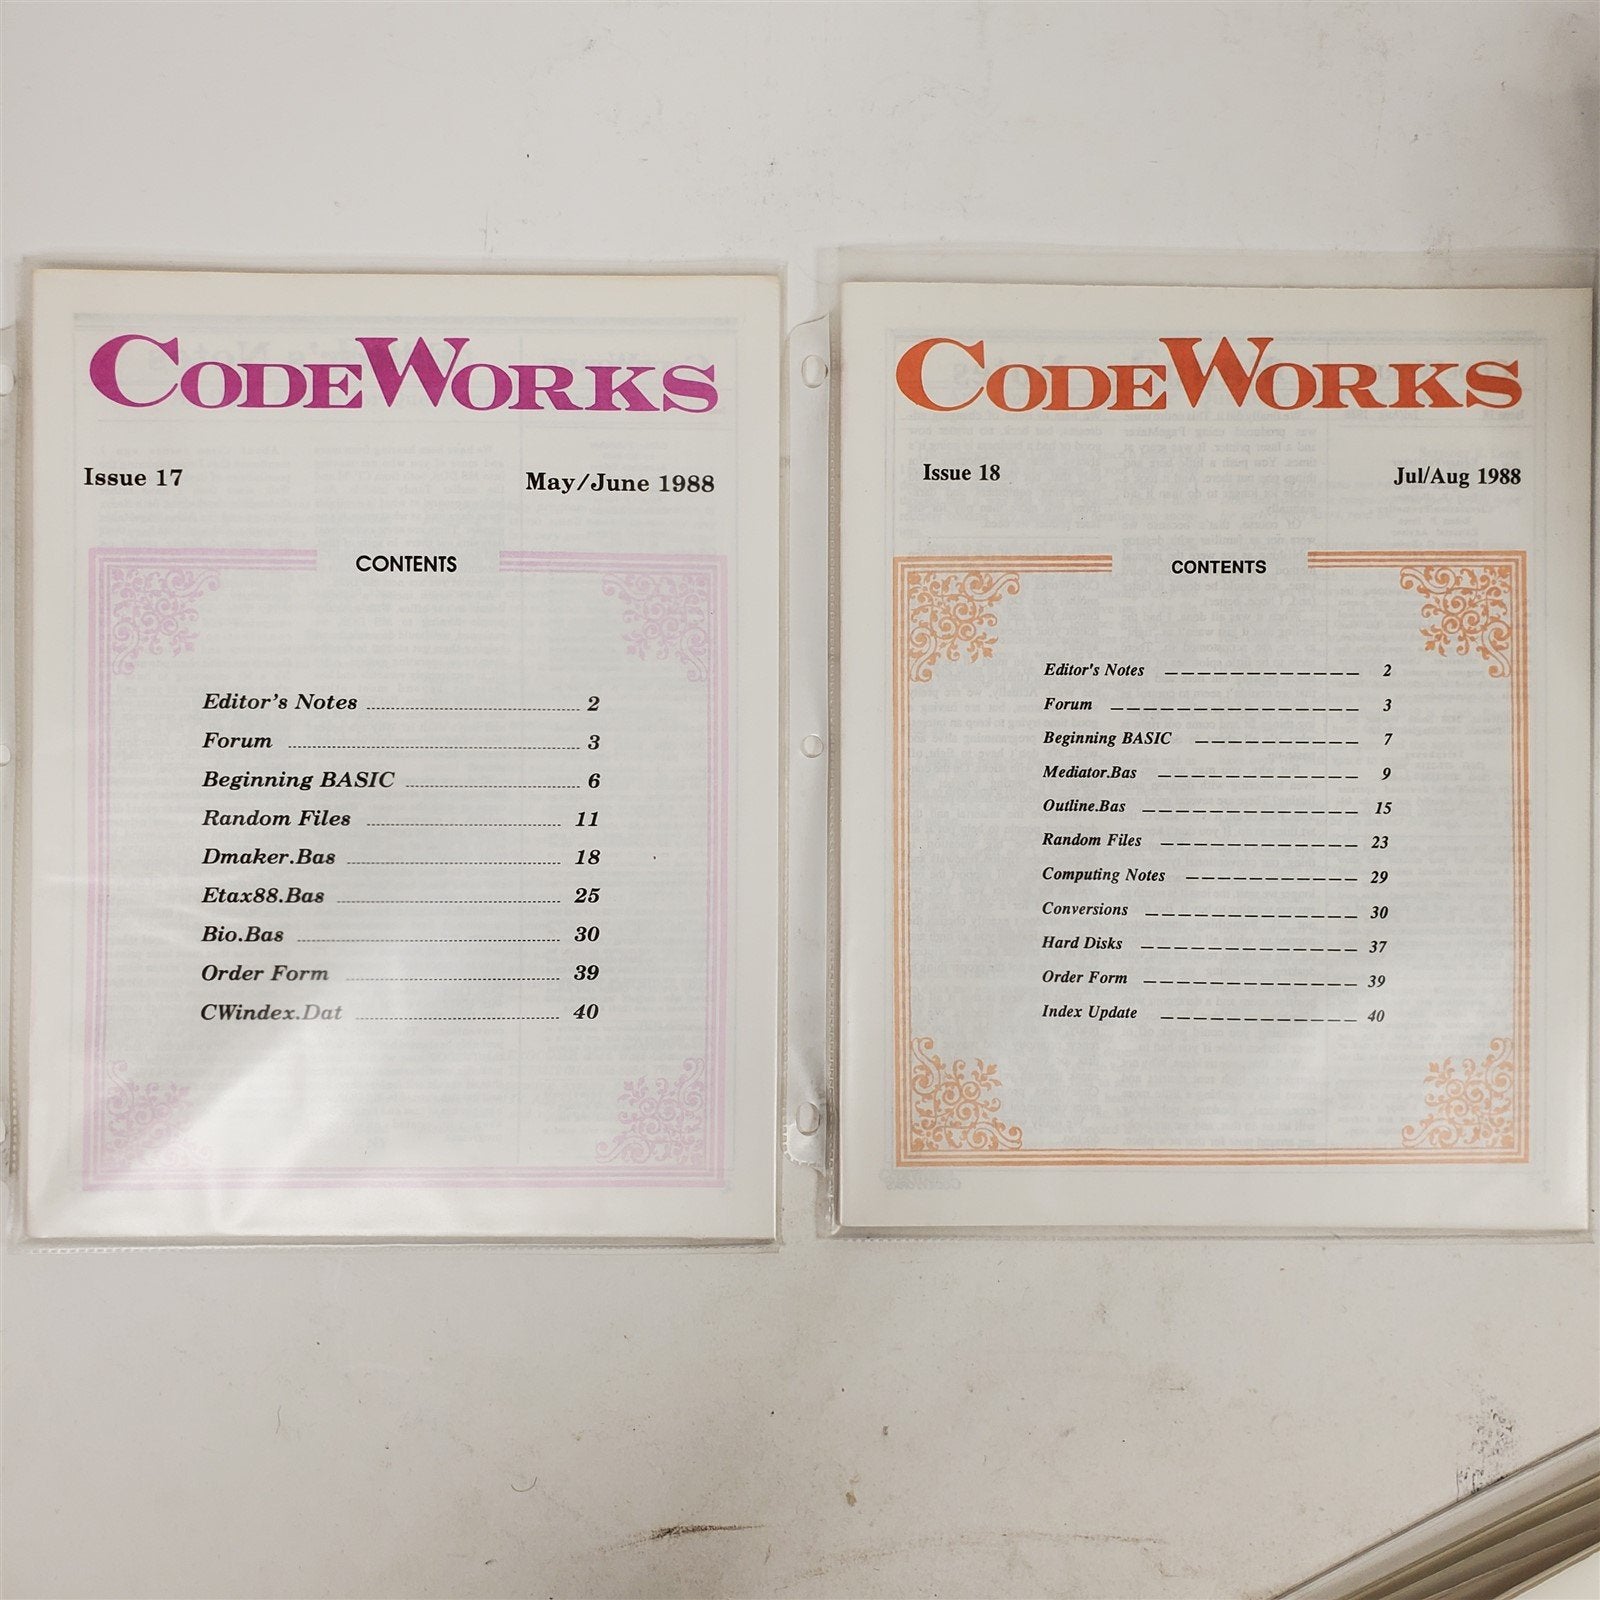 CODEWORKS
Issue 17 May/June 1988
CONTENTS
Editor's Notes 2
Forum 3
Beginning BASIC 6
Random Files 11
Dmaker.Bas 18
Etax88.Bas 25
Bio.Bas 30
Order Form 39
CWindex.Dat 40
CODEWORKS
Issue 18 Jul/Aug 1988
CONTENTS
Editor's Notes 2
Forum 3
Beginning BASIC 7
Mediator.Bas 9
Outline.Bas 15
Random Files 23
Computing Notes 29
Conversions 30
Hard Disks 37
Order Form 39
Index Update 40